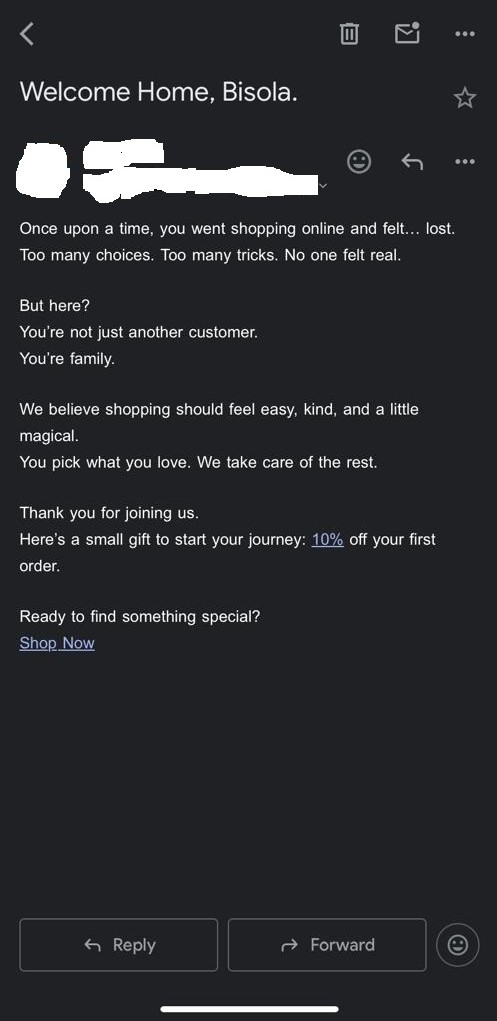 Welcome Home, Bisola.
Once upon a time, you went shopping online and felt... lost.
Too many choices. Too many tricks. No one felt real.
But here?
You're not just another customer.
You're family.
We believe shopping should feel easy, kind, and a little
magical.
You pick what you love. We take care of the rest.
Thank you for joining us.
Here's a small gift to start your journey: 10% off your first
order.
Ready to find something special?
Shop Now
Reply
Forward